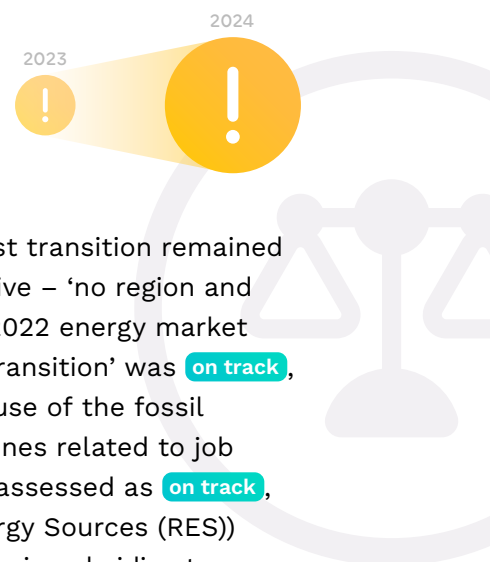 2024
2023
!
!
st transition remained
ive – ‘no region and
2022 energy market
ransition’ was on track,
use of the fossil
nes related to job
assessed as on track,
rgy Sources (RES))